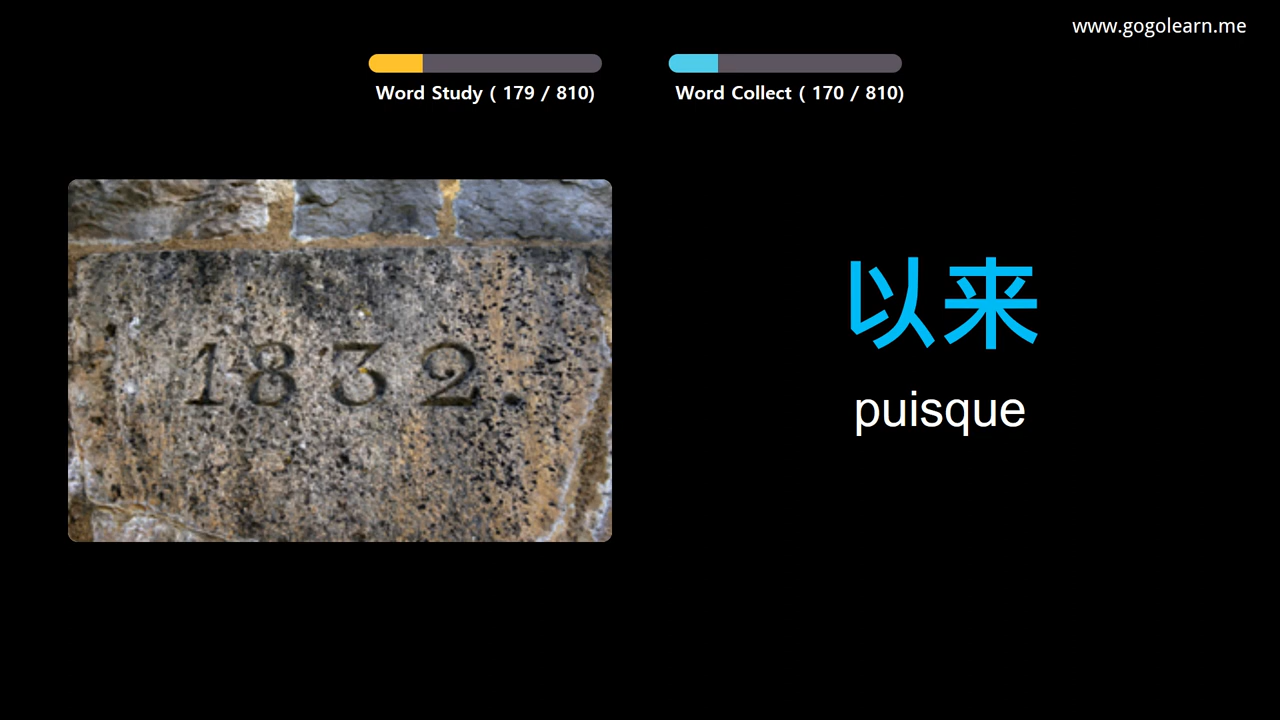 www.gogolearn.me
Word Study ( 179 / 810)
Word Collect ( 170 / 810)
1832.
以来
puisque